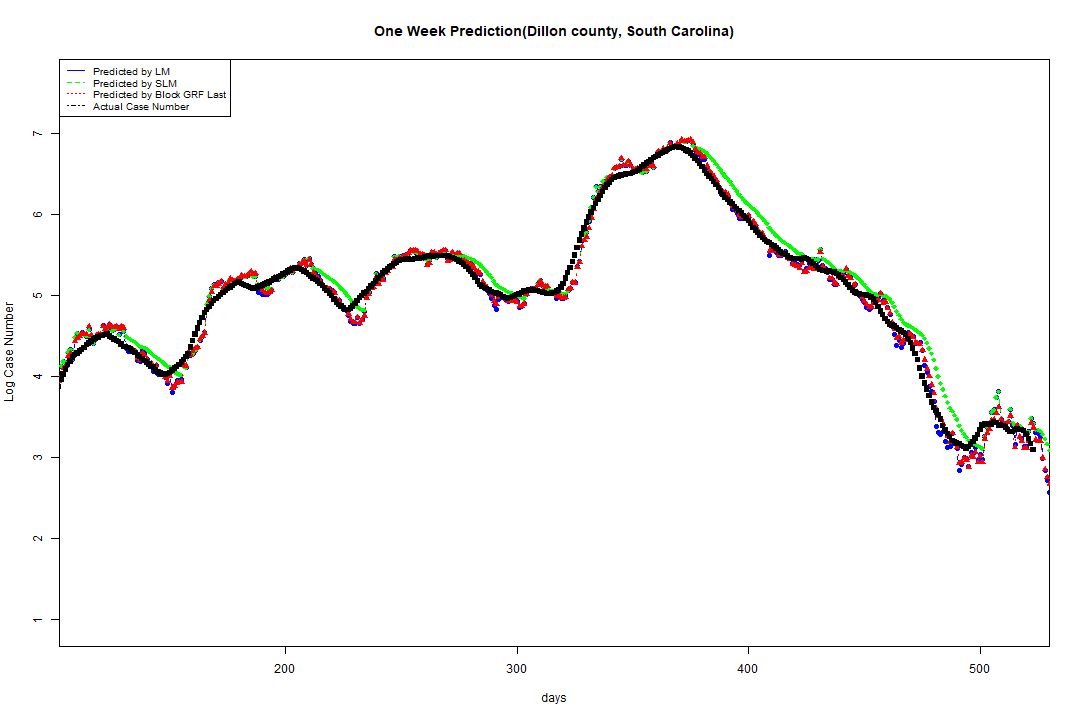 One Week Prediction(Dillon county, South Carolina)
Predicted by LM
Predicted by SLM
Predicted by Block GRF Last
Actual Case Number
7
6
5
4
3
2
1
Log Case Number
200 300 400 500
days